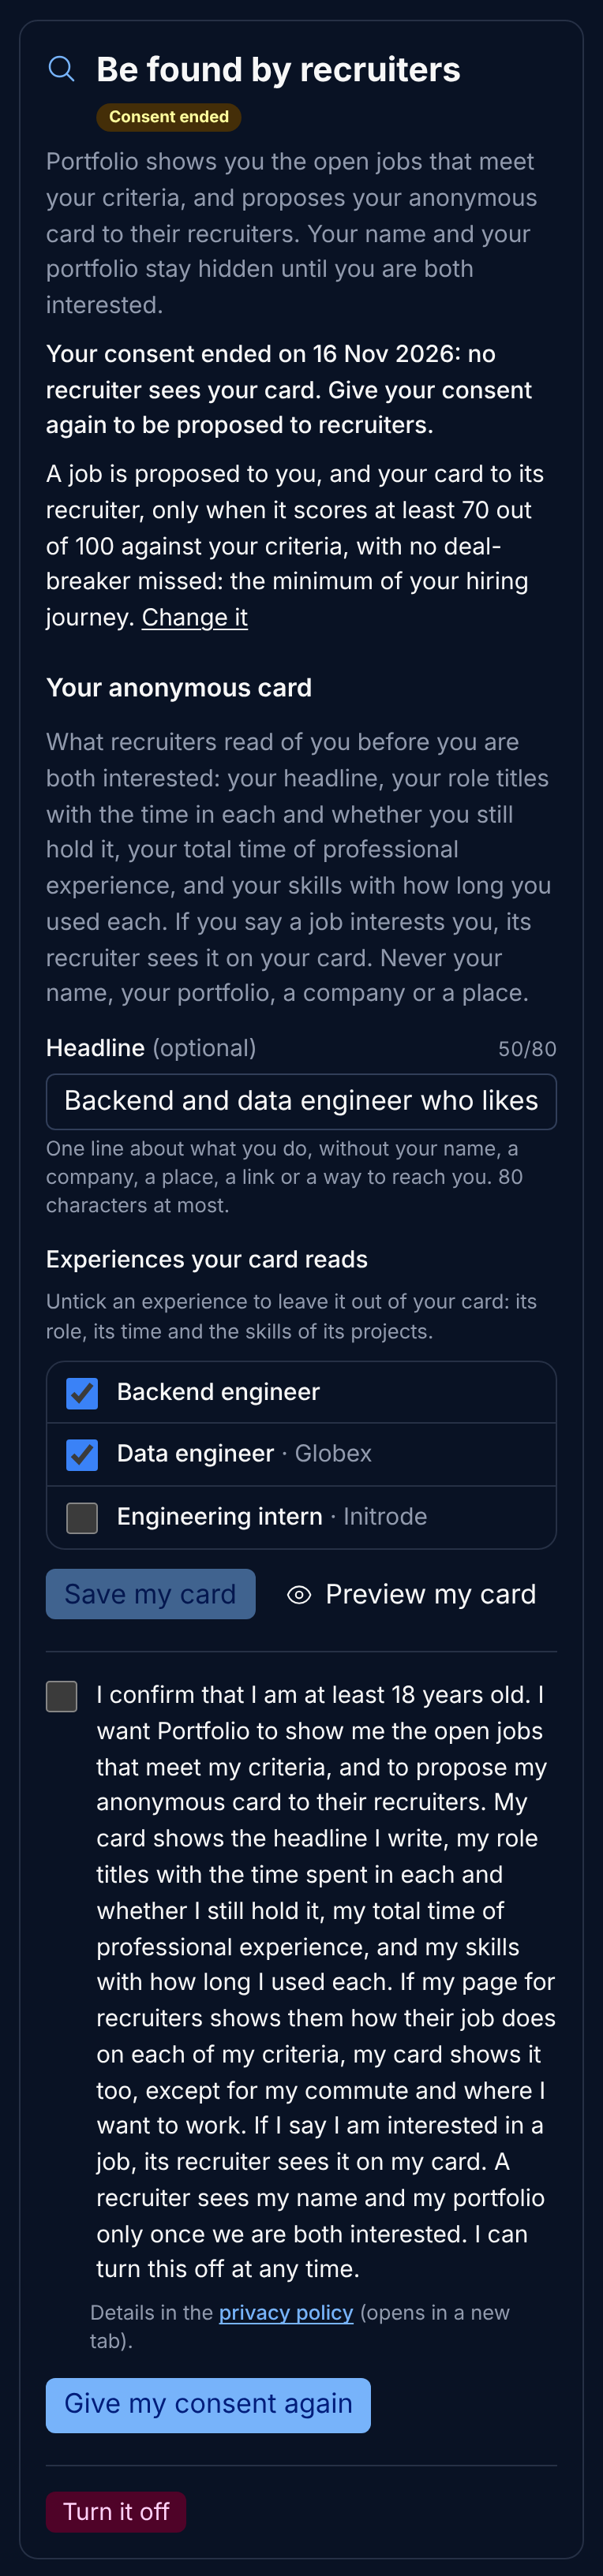 Be found by recruiters
Consent ended
Portfolio shows you the open jobs that meet
your criteria, and proposes your anonymous
card to their recruiters. Your name and your
portfolio stay hidden until you are both
interested.
Your consent ended on 16 Nov 2026: no
recruiter sees your card. Give your consent
again to be proposed to recruiters.
A job is proposed to you, and your card to its
recruiter, only when it scores at least 70 out
of 100 against your criteria, with no deal-
breaker missed: the minimum of your hiring
journey. Change it
Your anonymous card
What recruiters read of you before you are
both interested: your headline, your role titles
with the time in each and whether you still
hold it, your total time of professional
experience, and your skills with how long you
used each. If you say a job interests you, its
recruiter sees it on your card. Never your
name, your portfolio, a company or a place.
Headline (optional) 50/80
Backend and data engineer who likes
One line about what you do, without your name, a
company, a place, a link or a way to reach you. 80
characters at most.
Experiences your card reads
Untick an experience to leave it out of your card: its
role, its time and the skills of its projects.
Backend engineer
Data engineer · Globex
Engineering intern · Initrode
Save my card Preview my card
I confirm that I am at least 18 years old. I
want Portfolio to show me the open jobs
that meet my criteria, and to propose my
anonymous card to their recruiters. My
card shows the headline I write, my role
titles with the time spent in each and
whether I still hold it, my total time of
professional experience, and my skills
with how long I used each. If my page for
recruiters shows them how their job does
on each of my criteria, my card shows it
too, except for my commute and where I
want to work. If I say I am interested in a
job, its recruiter sees it on my card. A
recruiter sees my name and my portfolio
only once we are both interested. I can
turn this off at any time.
Details in the privacy policy (opens in a new
tab).
Give my consent again
Turn it off